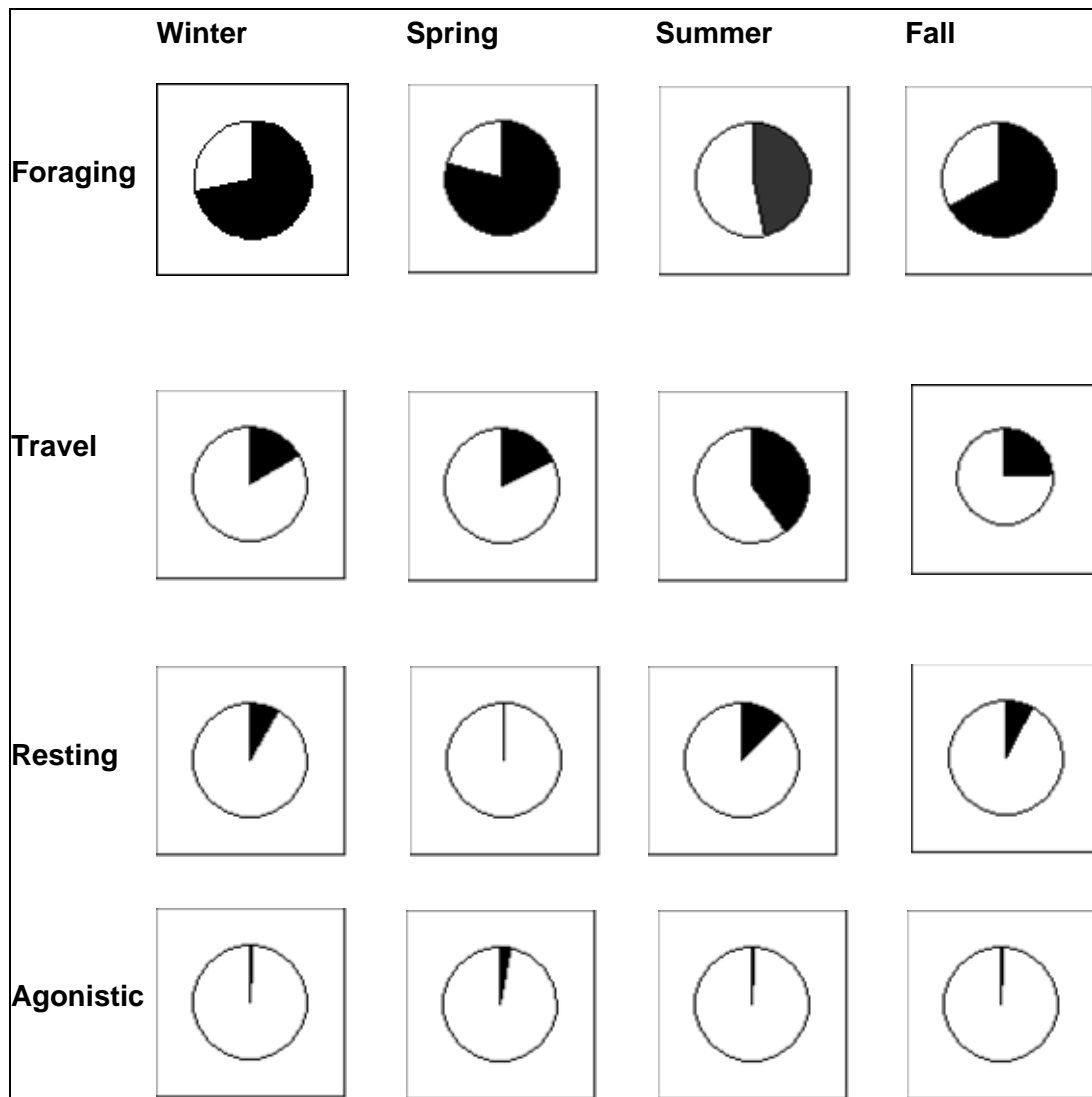 Winter Spring Summer Fall
Foraging
Travel
Resting
Agonistic